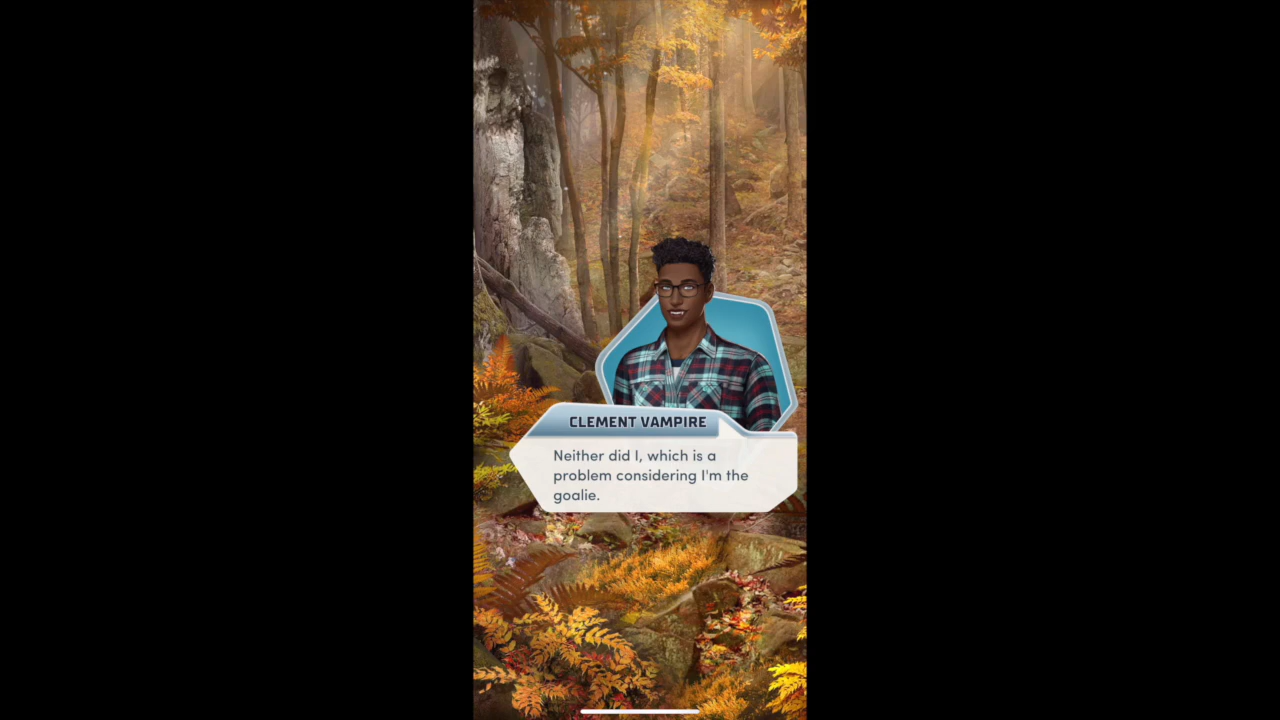 CLEMENT VAMPIRE
Neither did I, which is a
problem considering I'm the
goalie.